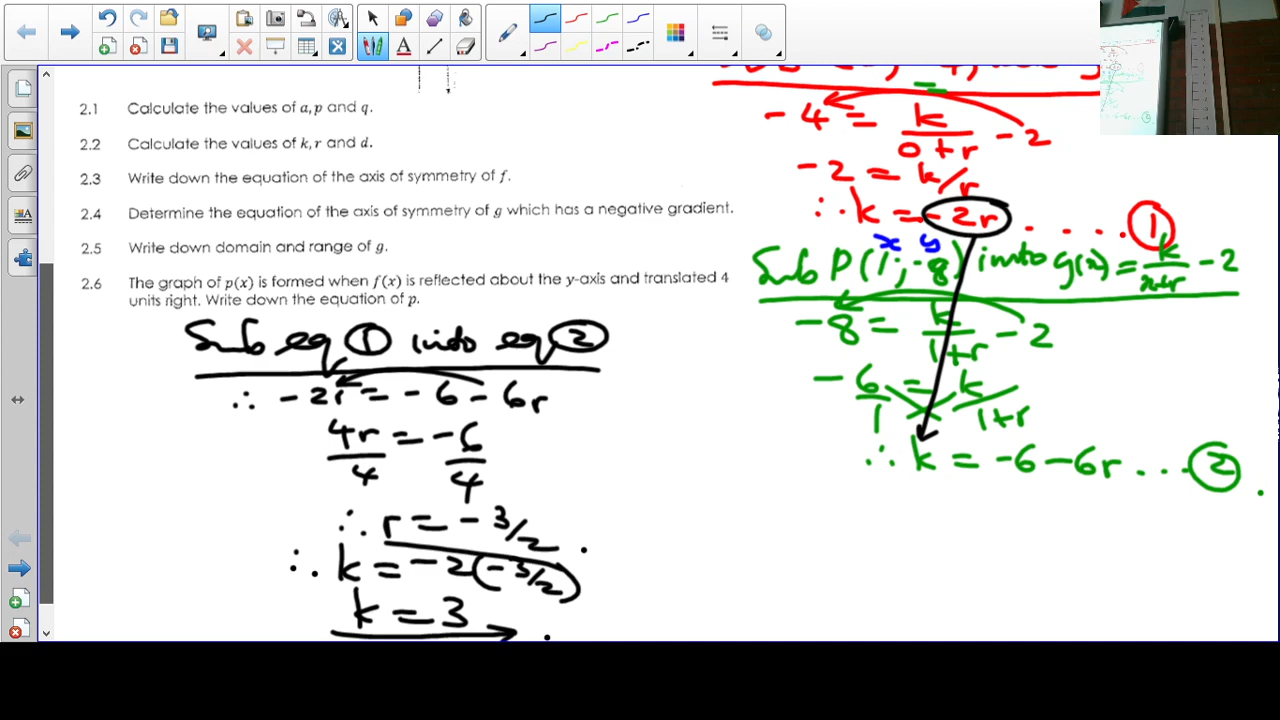 2.1 Calculate the values of a, p and q.
2.2 Calculate the values of k, r and d.
2.3 Write down the equation of the axis of symmetry of f.
2.4 Determine the equation of the axis of symmetry of g which has a negative gradient.
2.5 Write down domain and range of g.
2.6 The graph of p(x) is formed when f(x) is reflected about the y-axis and translated 4
units right. Write down the equation of p.
Sub eq ① into eq ②
∴ -2r = -6 - 6r
4r/4 = -6/4
∴ r = -3/2
∴ k = -2(-3/2)
k = 3
-4 = k/(0+r) - 2
-2 = k/r
∴ k = -2r ..... ①
x y
Sub P(1; -8) into g(x) = k/(x+r) - 2
-8 = k/(1+r) - 2
-6/1 = k/(1+r)
∴ k = -6 - 6r ... ②